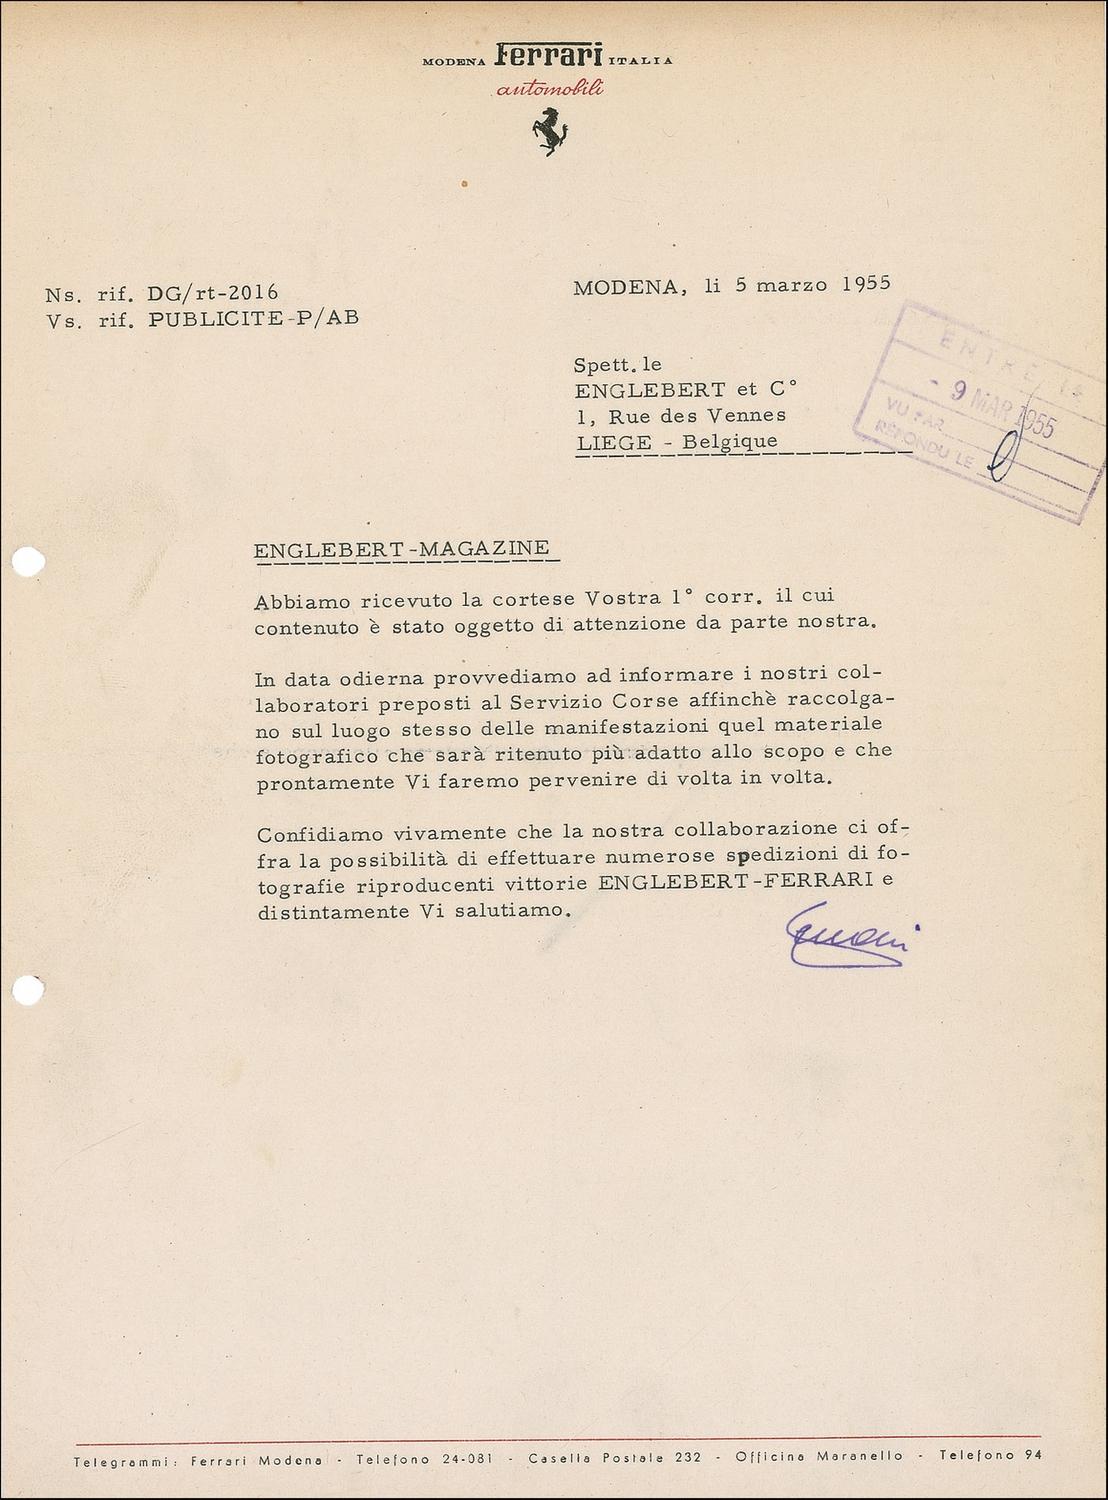 MODENA Ferrari ITALIA
automobili
Ns. rif. DG/rt-2016
Vs. rif. PUBLICITE-P/AB
MODENA, li 5 marzo 1955
Spett. le
ENGLEBERT et C°
1, Rue des Vennes
LIEGE - Belgique
ENTRE le
- 9 MAR 1955
VU PAR
REPONDU LE
ENGLEBERT-MAGAZINE
Abbiamo ricevuto la cortese Vostra 1° corr. il cui
contenuto è stato oggetto di attenzione da parte nostra.
In data odierna provvediamo ad informare i nostri col-
laboratori preposti al Servizio Corse affinchè raccolga-
no sul luogo stesso delle manifestazioni quel materiale
fotografico che sarà ritenuto più adatto allo scopo e che
prontamente Vi faremo pervenire di volta in volta.
Confidiamo vivamente che la nostra collaborazione ci of-
fra la possibilità di effettuare numerose spedizioni di fo-
tografie riproducenti vittorie ENGLEBERT-FERRARI e
distintamente Vi salutiamo.
Telegrammi: Ferrari Modena - Telefono 24-081 - Casella Postale 232 - Officina Maranello - Telefono 94